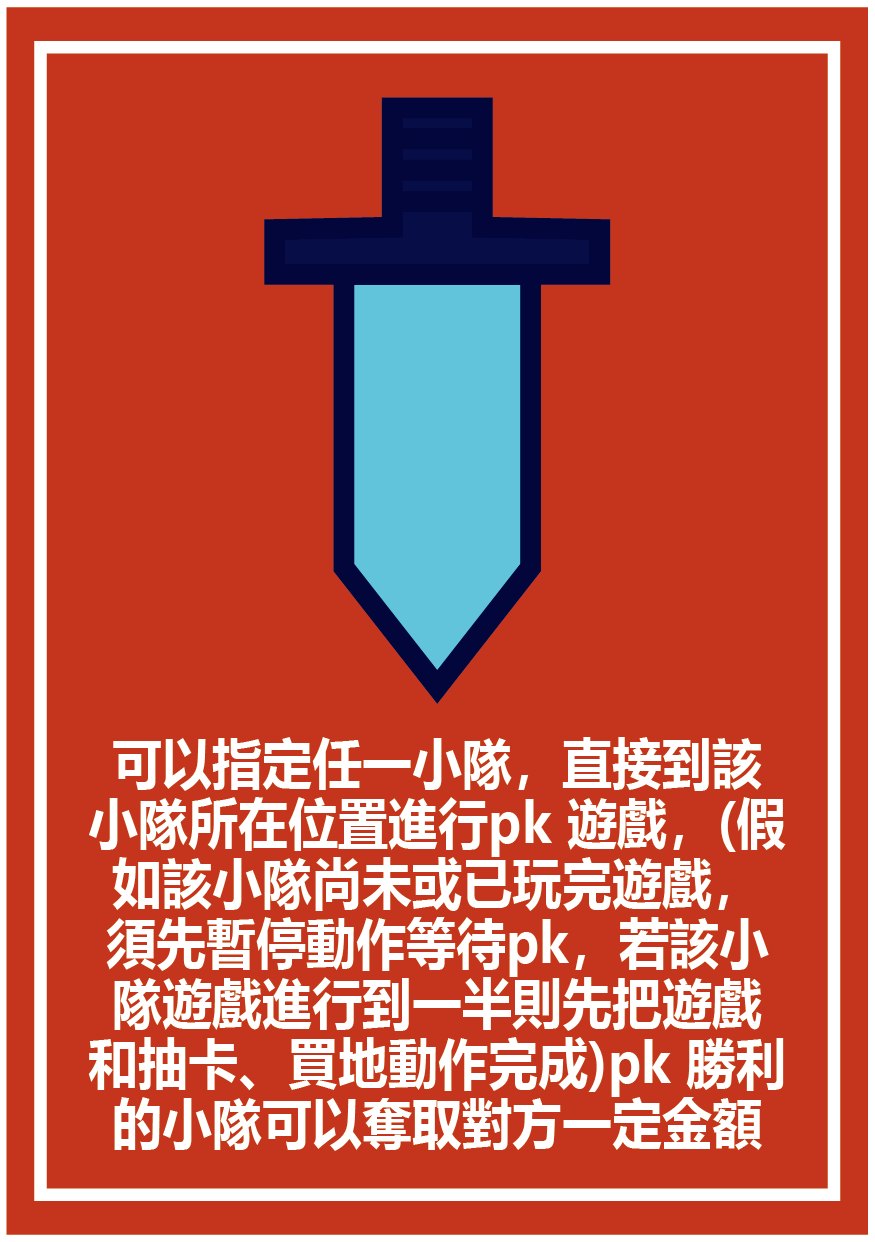 可以指定任一小隊，直接到該
小隊所在位置進行pk 遊戲，(假
如該小隊尚未或已玩完遊戲，
須先暫停動作等待pk，若該小
隊遊戲進行到一半則先把遊戲
和抽卡、買地動作完成)pk 勝利
的小隊可以奪取對方一定金額